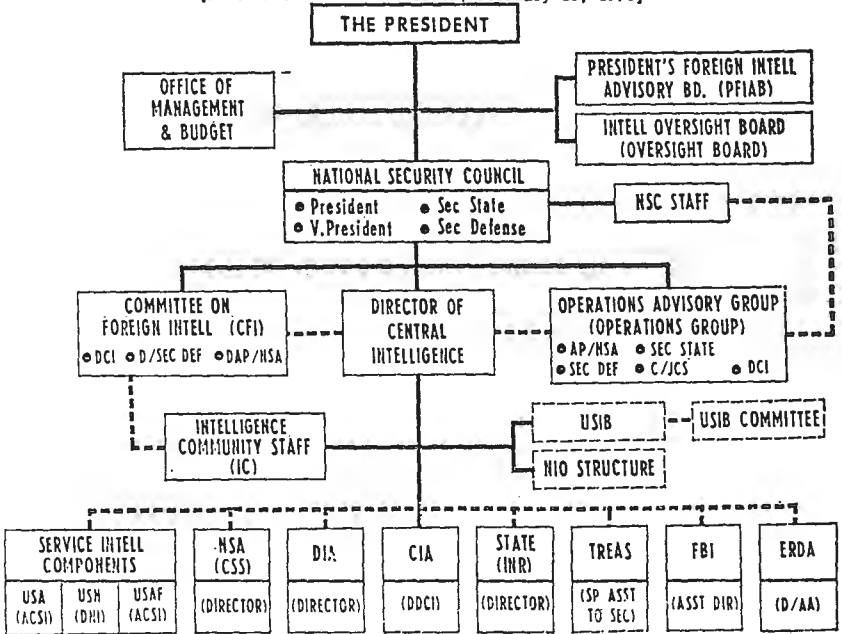 THE PRESIDENT
OFFICE OF
MANAGEMENT
& BUDGET
PRESIDENT'S FOREIGN INTELL
ADVISORY BD. (PFIAB)
INTELL OVERSIGHT BOARD
(OVERSIGHT BOARD)
NATIONAL SECURITY COUNCIL
• President • Sec State
• V.President • Sec Defense
NSC STAFF
COMMITTEE ON
FOREIGN INTELL (CFI)
• DCI • D/SEC DEF • DAP/NSA
DIRECTOR OF
CENTRAL
INTELLIGENCE
OPERATIONS ADVISORY GROUP
(OPERATIONS GROUP)
• AP/NSA • SEC STATE
• SEC DEF • C/JCS • DCI
INTELLIGENCE
COMMUNITY STAFF
(IC)
USIB
USIB COMMITTEE
NIO STRUCTURE
SERVICE INTELL
COMPONENTS
USA
(ACSI)
USN
(DNI)
USAF
(ACSI)
NSA
(CSS)
(DIRECTOR)
DIA
(DIRECTOR)
CIA
(DDCI)
STATE
(INR)
(DIRECTOR)
TREAS
(SP ASST
TO SEC)
FBI
(ASST DIR)
ERDA
(D/AA)